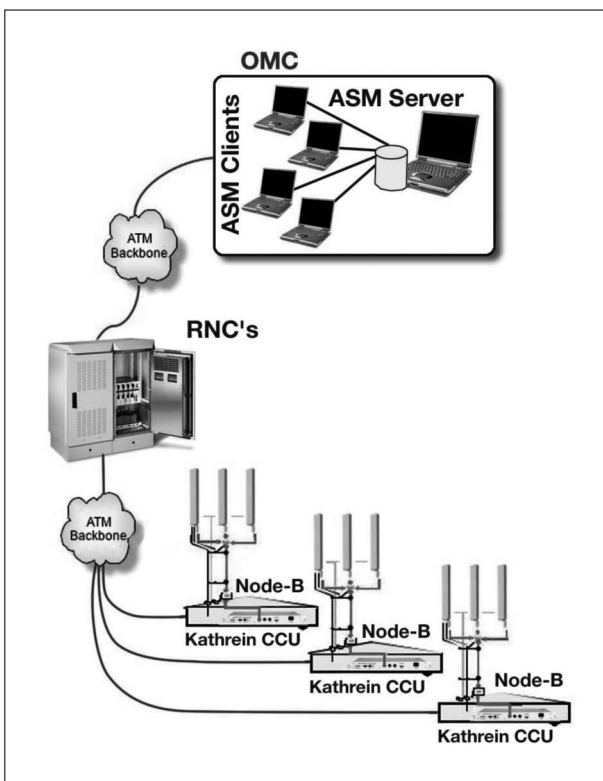 OMC
ASM Server
ASM Clients
ATM
Backbone
RNC's
ATM
Backbone
Node-B
Kathrein CCU
Node-B
Kathrein CCU
Node-B
Kathrein CCU